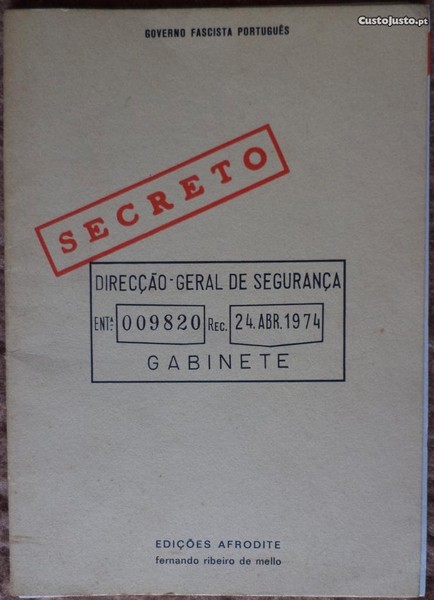 CustoJusto.pt
GOVERNO FASCISTA PORTUGUÊS
SECRETO
DIRECÇÃO-GERAL DE SEGURANÇA
ENTª 009820 REC. 24.ABR.1974
GABINETE
EDIÇÕES AFRODITE
fernando ribeiro de mello